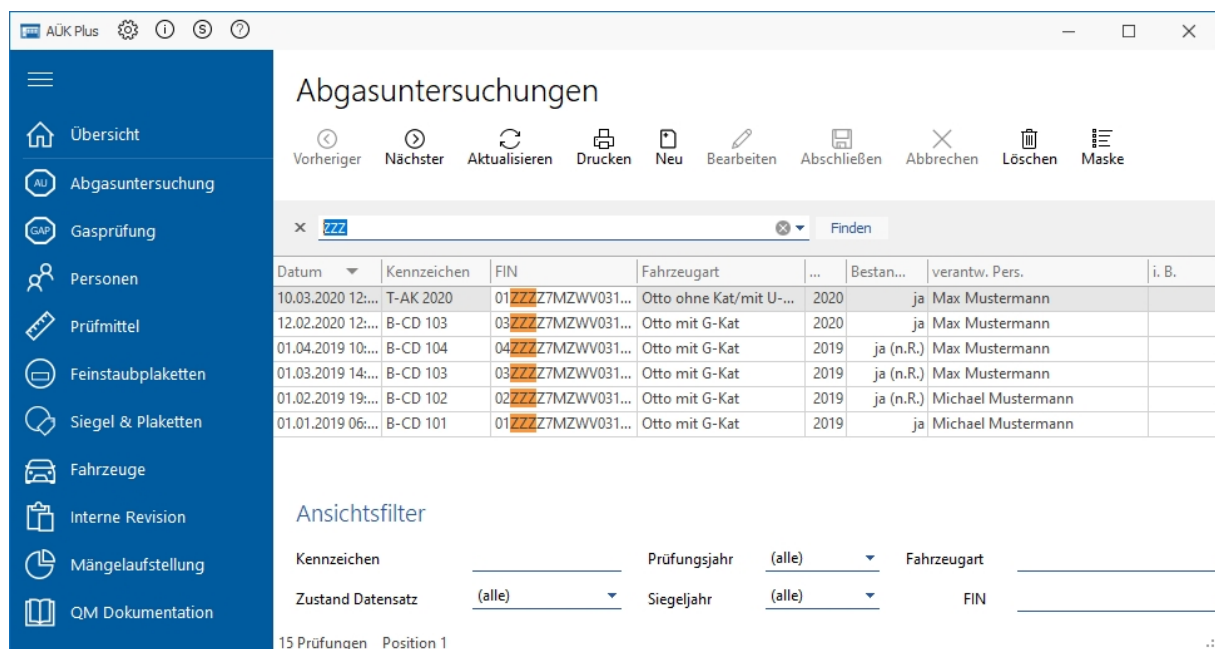 AÜK Plus
Übersicht
Abgasuntersuchung
Gasprüfung
Personen
Prüfmittel
Feinstaubplaketten
Siegel & Plaketten
Fahrzeuge
Interne Revision
Mängelaufstellung
QM Dokumentation
AU
GAP
Abgasuntersuchungen
Vorheriger Nächster Aktualisieren Drucken Neu Bearbeiten Abschließen Abbrechen Löschen Maske
ZZZ Finden
Datum Kennzeichen FIN Fahrzeugart ... Bestan... verantw. Pers. i. B.
10.03.2020 12:... T-AK 2020 01ZZZZ7MZWV031... Otto ohne Kat/mit U-... 2020 ja Max Mustermann
12.02.2020 12:... B-CD 103 03ZZZZ7MZWV031... Otto mit G-Kat 2020 ja Max Mustermann
01.04.2019 10:... B-CD 104 04ZZZZ7MZWV031... Otto mit G-Kat 2019 ja (n.R.) Max Mustermann
01.03.2019 14:... B-CD 103 03ZZZZ7MZWV031... Otto mit G-Kat 2019 ja (n.R.) Max Mustermann
01.02.2019 19:... B-CD 102 02ZZZZ7MZWV031... Otto mit G-Kat 2019 ja (n.R.) Michael Mustermann
01.01.2019 06:... B-CD 101 01ZZZZ7MZWV031... Otto mit G-Kat 2019 ja Michael Mustermann
Ansichtsfilter
Kennzeichen Prüfungsjahr (alle) Fahrzeugart
Zustand Datensatz (alle) Siegeljahr (alle) FIN
15 Prüfungen Position 1